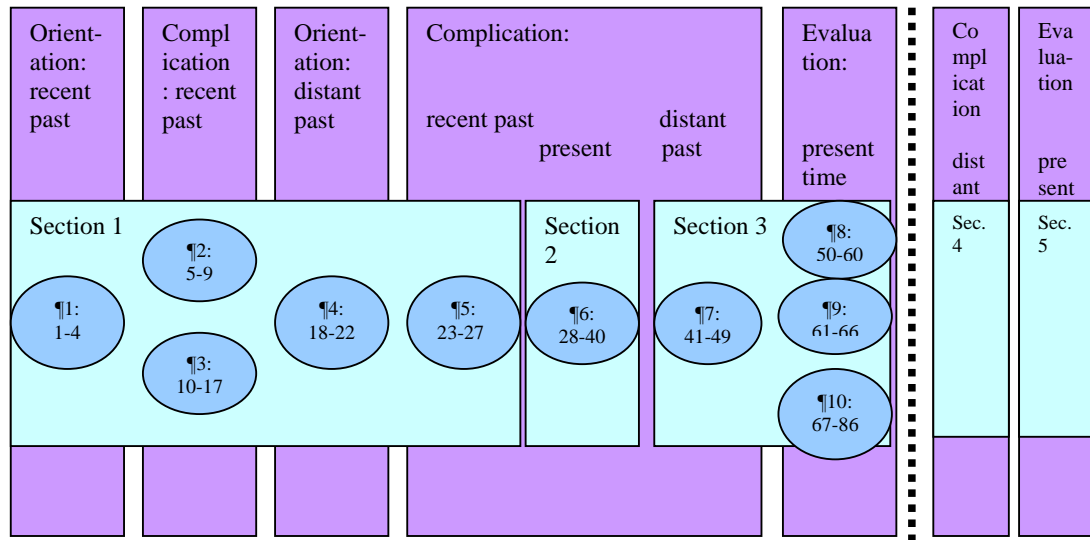 Orient-
ation:
recent
past
Compl
ication
: recent
past
Orient-
ation:
distant
past
Complication:
recent past
present
distant
past
Evalua
tion:
present
time
Co
mpl
icat
ion
dist
ant
Eva
lua-
tion
pre
sent
Section 1
¶1:
1-4
¶2:
5-9
¶3:
10-17
¶4:
18-22
¶5:
23-27
Section
2
¶6:
28-40
Section 3
¶7:
41-49
¶8:
50-60
¶9:
61-66
¶10:
67-86
Sec.
4
Sec.
5